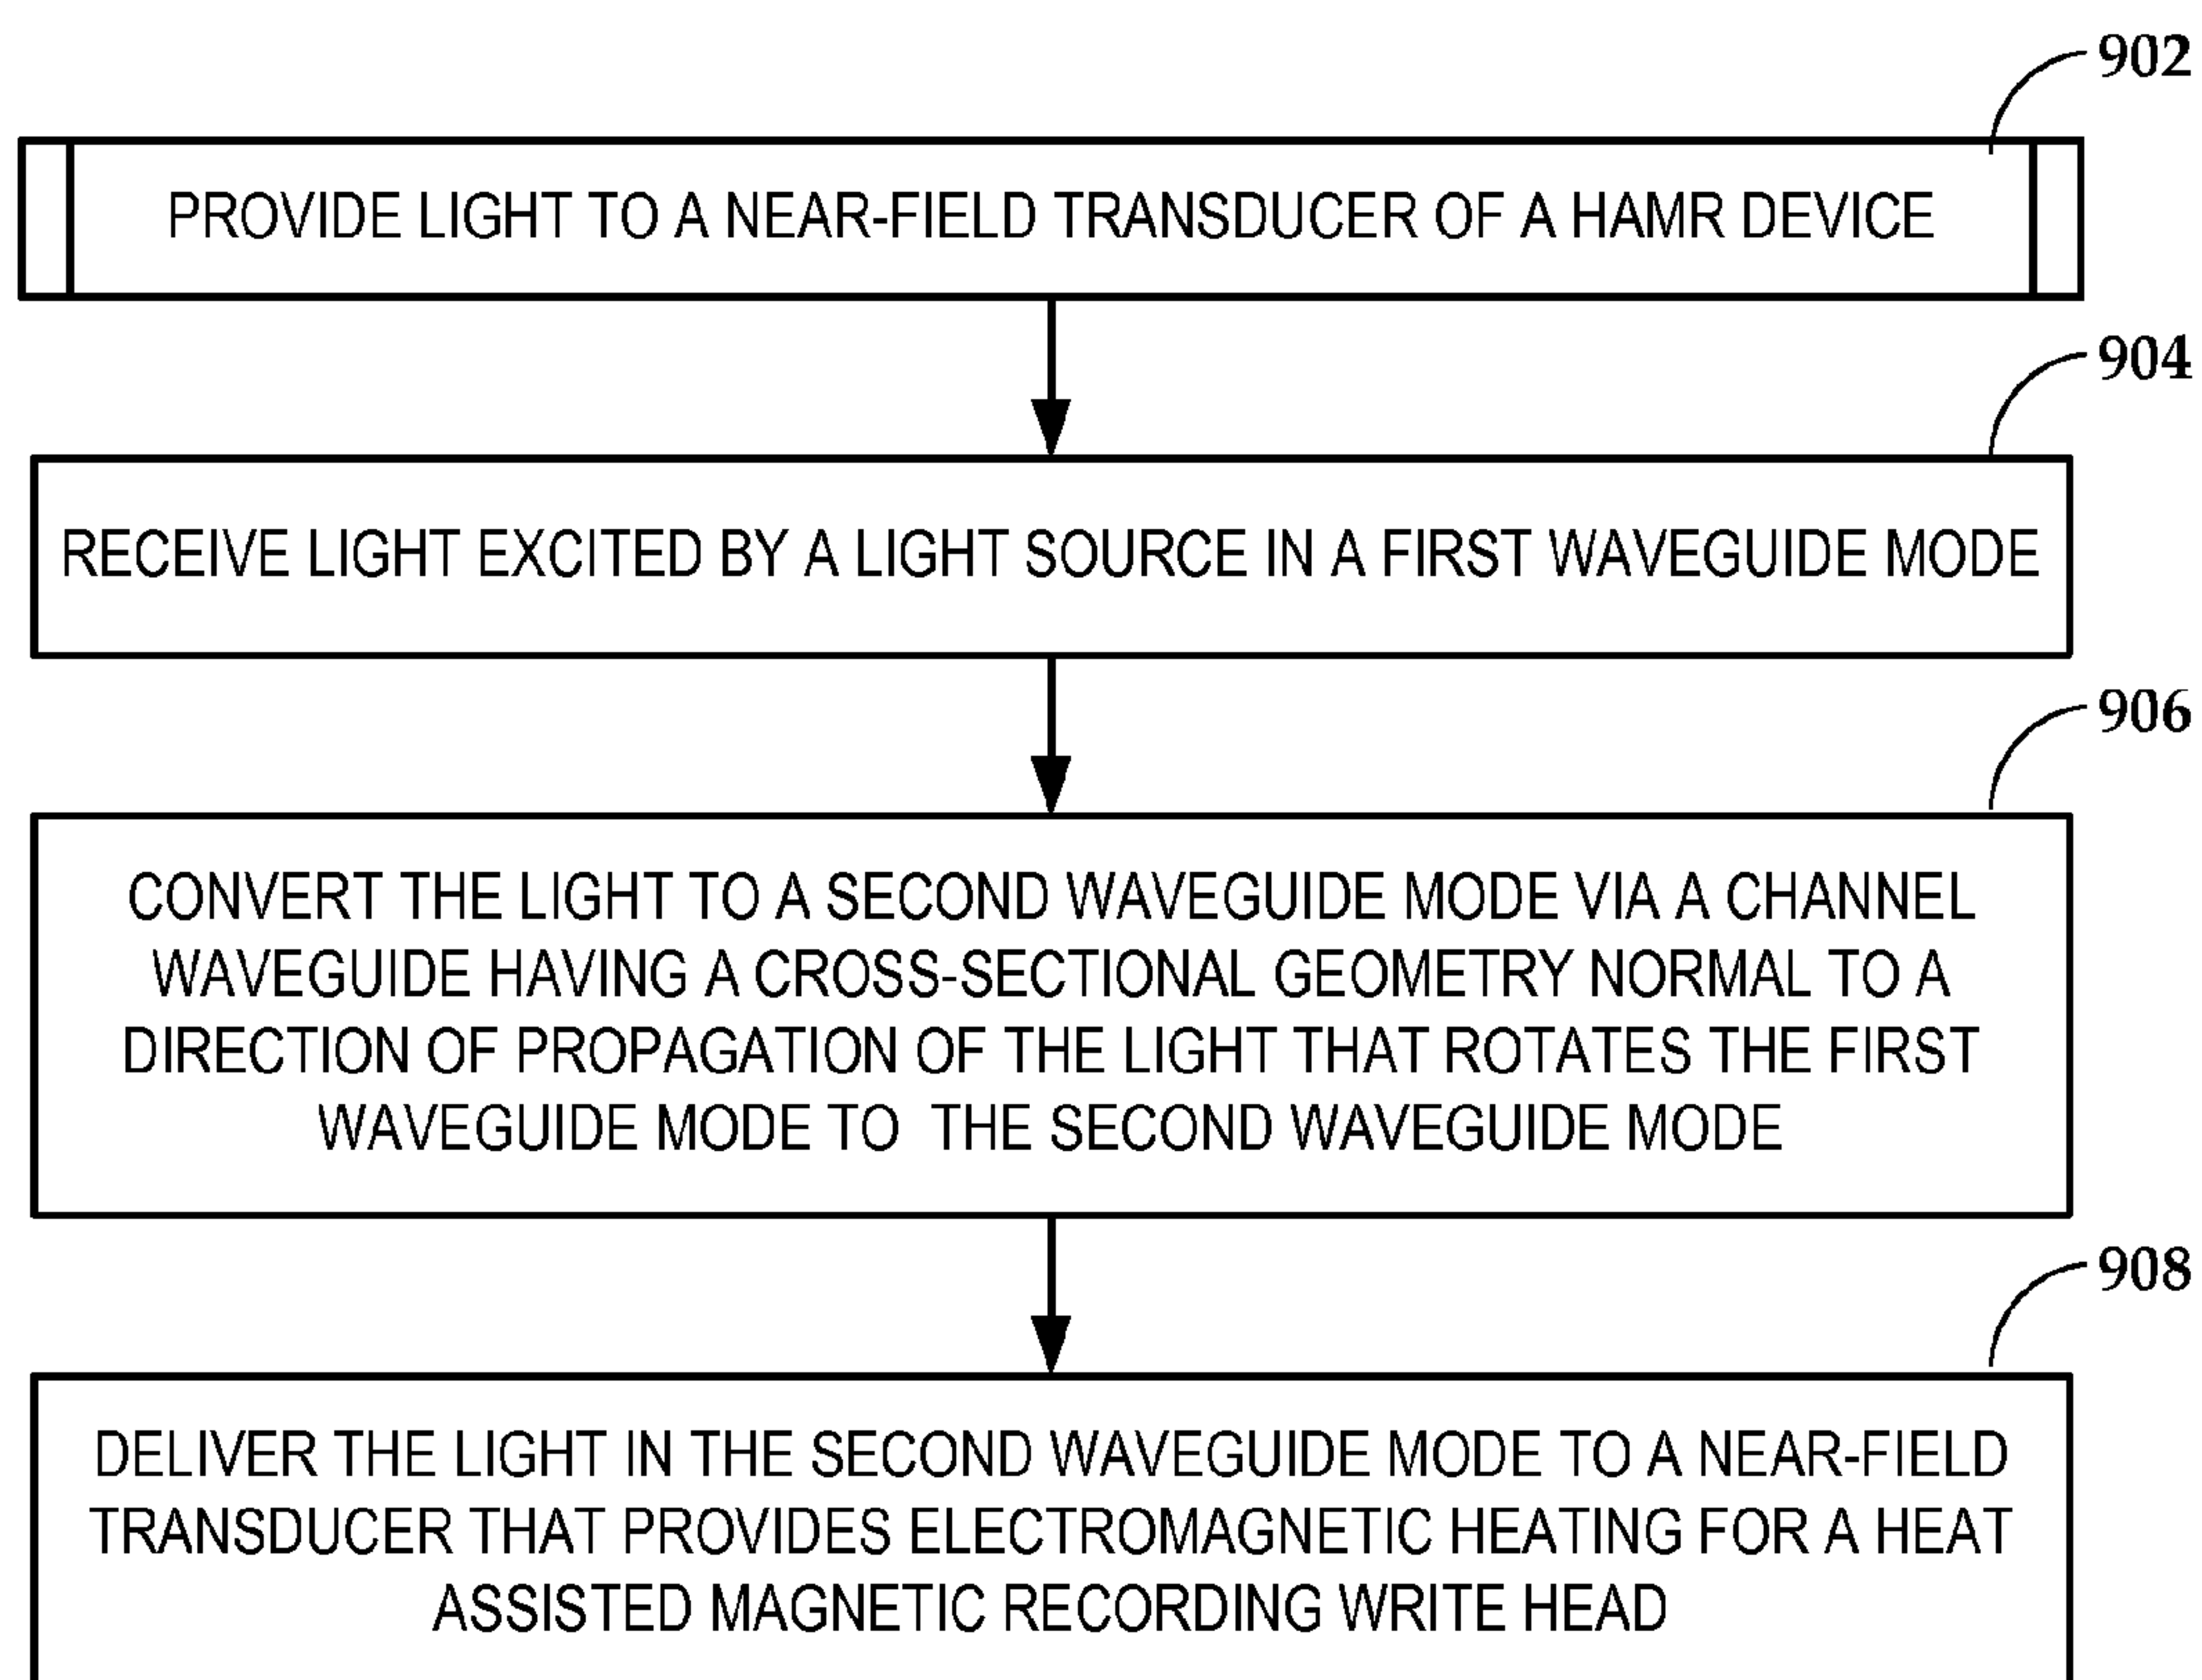 902
PROVIDE LIGHT TO A NEAR-FIELD TRANSDUCER OF A HAMR DEVICE
904
RECEIVE LIGHT EXCITED BY A LIGHT SOURCE IN A FIRST WAVEGUIDE MODE
906
CONVERT THE LIGHT TO A SECOND WAVEGUIDE MODE VIA A CHANNEL
WAVEGUIDE HAVING A CROSS-SECTIONAL GEOMETRY NORMAL TO A
DIRECTION OF PROPAGATION OF THE LIGHT THAT ROTATES THE FIRST
WAVEGUIDE MODE TO THE SECOND WAVEGUIDE MODE
908
DELIVER THE LIGHT IN THE SECOND WAVEGUIDE MODE TO A NEAR-FIELD
TRANSDUCER THAT PROVIDES ELECTROMAGNETIC HEATING FOR A HEAT
ASSISTED MAGNETIC RECORDING WRITE HEAD